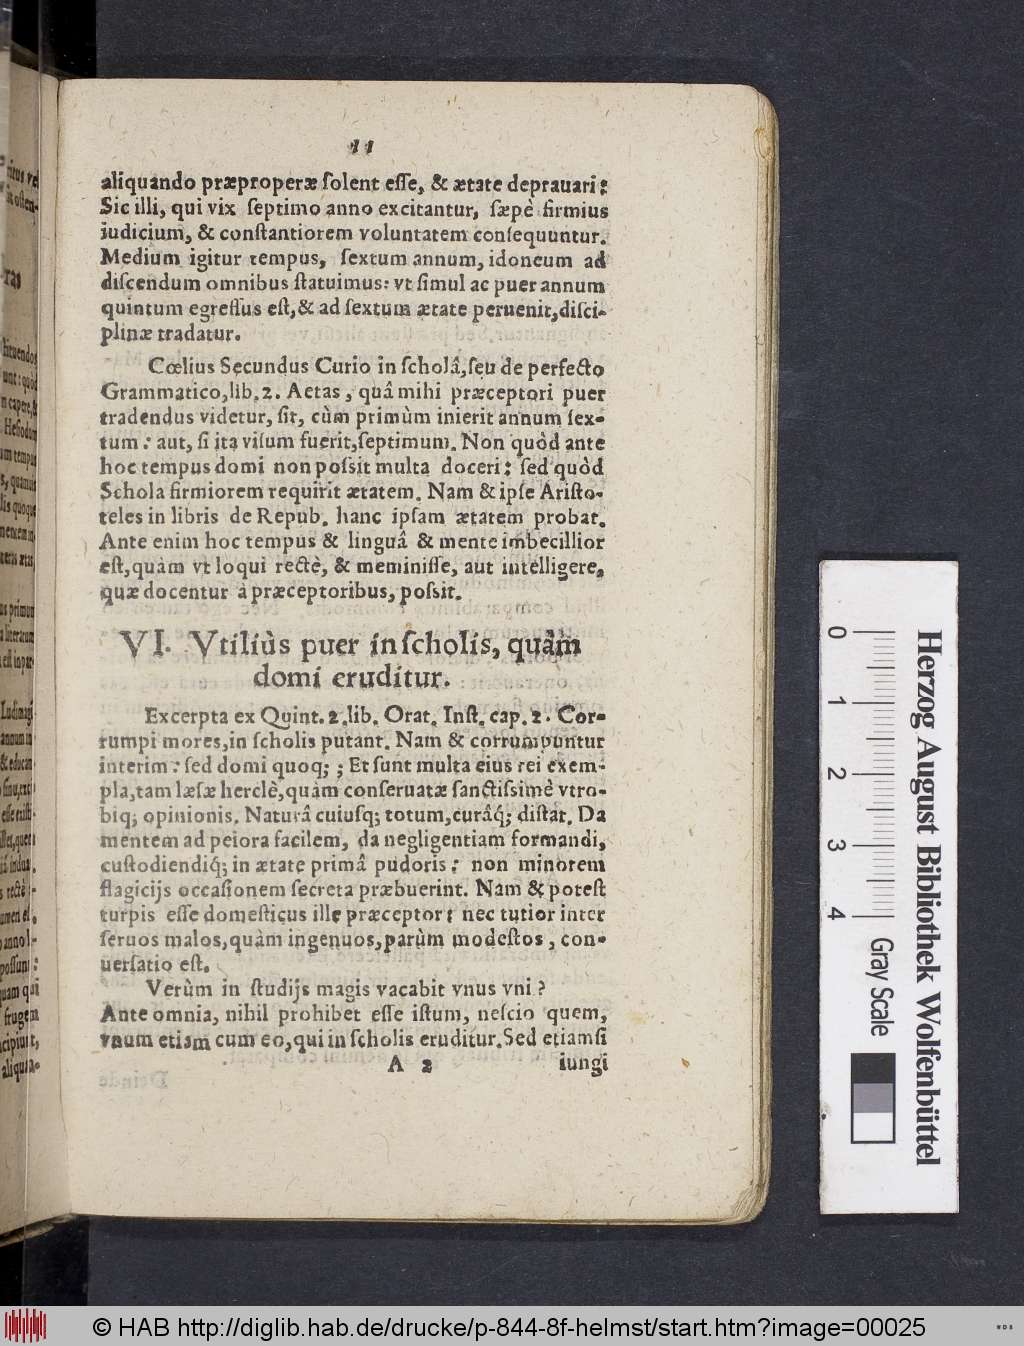 11
aliquando præproperæ ſolent eſſe, & ætate deprauari:
Sic illi, qui vix ſeptimo anno excitantur, ſæpè firmius
iudicium, & conſtantiorem voluntatem conſequuntur.
Medium igitur tempus, ſextum annum, idoneum ad
diſcendum omnibus ſtatuimus: vt ſimul ac puer annum
quintum egreſſus eſt, & ad ſextum ætate peruenit, diſci-
plinæ tradatur.
Cœlius Secundus Curio in ſcholâ, ſeu de perfecto
Grammatico, lib. 2. Aetas, quâ mihi præceptori puer
tradendus videtur, ſit, cùm primùm inierit annum ſex-
tum: aut, ſi ita viſum fuerit, ſeptimum. Non quòd ante
hoc tempus domi non poſsit multa doceri: ſed quòd
Schola firmiorem requirit ætatem. Nam & ipſe Ariſto-
teles in libris de Repub. hanc ipſam ætatem probat.
Ante enim hoc tempus & linguâ & mente imbecillior
eſt, quàm vt loqui rectè, & meminiſſe, aut intelligere,
quæ docentur à præceptoribus, poſsit.
VI. Vtiliùs puer in ſcholis, quàm
domi eruditur.
Excerpta ex Quint. 2. lib. Orat. Inſt. cap. 2. Cor-
rumpi mores, in ſcholis putant. Nam & corrumpuntur
interim: ſed domi quoq; ; Et ſunt multa eius rei exem-
pla, tam læſæ herclè, quàm conſeruatæ ſanctiſsimè vtro-
biq; opinionis. Naturâ cuiuſq; totum, curâq́; diſtat. Da
mentem ad peiora facilem, da negligentiam formandi,
cuſtodiendiq́; in ætate primâ pudoris: non minorem
flagicijs occaſionem ſecreta præbuerint. Nam & poteſt
turpis eſſe domeſticus ille præceptor: nec tutior inter
ſeruos malos, quàm ingenuos, parùm modeſtos, con-
uerſatio eſt.
Verùm in ſtudijs magis vacabit vnus vni?
Ante omnia, nihil prohibet eſſe iſtum, neſcio quem,
vnum etiam cum eo, qui in ſcholis eruditur. Sed etiamſi
A 2 iungi
0 1 2 3 4
Herzog August Bibliothek Wolfenbüttel
Gray Scale
© HAB http://diglib.hab.de/drucke/p-844-8f-helmst/start.htm?image=00025